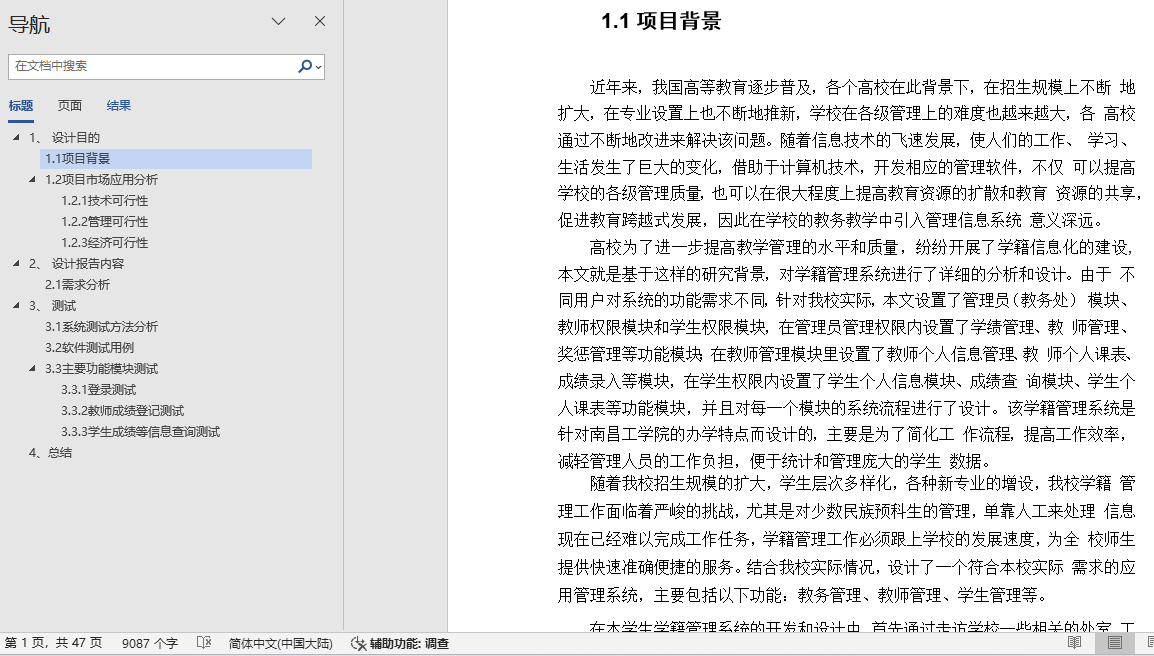 导航
在文档中搜索
标题 页面 结果
1、 设计目的
1.1项目背景
1.2项目市场应用分析
1.2.1技术可行性
1.2.2管理可行性
1.2.3经济可行性
2、 设计报告内容
2.1需求分析
3、 测试
3.1系统测试方法分析
3.2软件测试用例
3.3主要功能模块测试
3.3.1登录测试
3.3.2教师成绩登记测试
3.3.3学生成绩等信息查询测试
4、总结
1.1 项目背景
近年来，我国高等教育逐步普及，各个高校在此背景下，在招生规模上不断 地
扩大，在专业设置上也不断地推新，学校在各级管理上的难度也越来越大，各 高校
通过不断地改进来解决该问题。随着信息技术的飞速发展，使人们的工作、 学习、
生活发生了巨大的变化，借助于计算机技术，开发相应的管理软件，不仅 可以提高
学校的各级管理质量，也可以在很大程度上提高教育资源的扩散和教育 资源的共享，
促进教育跨越式发展，因此在学校的教务教学中引入管理信息系统 意义深远。
高校为了进一步提高教学管理的水平和质量，纷纷开展了学籍信息化的建设，
本文就是基于这样的研究背景，对学籍管理系统进行了详细的分析和设计。由于 不
同用户对系统的功能需求不同，针对我校实际，本文设置了管理员（教务处） 模块、
教师权限模块和学生权限模块，在管理员管理权限内设置了学绩管理、教 师管理、
奖惩管理等功能模块，在教师管理模块里设置了教师个人信息管理、教 师个人课表、
成绩录入等模块，在学生权限内设置了学生个人信息模块、成绩查 询模块、学生个
人课表等功能模块，并且对每一个模块的系统流程进行了设计。该学籍管理系统是
针对南昌工学院的办学特点而设计的，主要是为了简化工 作流程，提高工作效率，
减轻管理人员的工作负担，便于统计和管理庞大的学生 数据。
随着我校招生规模的扩大，学生层次多样化，各种新专业的增设，我校学籍 管
理工作面临着严峻的挑战，尤其是对少数民族预科生的管理，单靠人工来处理 信息
现在已经难以完成工作任务，学籍管理工作必须跟上学校的发展速度，为全 校师生
提供快速准确便捷的服务。结合我校实际情况，设计了一个符合本校实际 需求的应
用管理系统，主要包括以下功能：教务管理、教师管理、学生管理等。
在本学生学籍管理系统的开发和设计中，首先通过走访学校一些相关的处室，工
第 1 页，共 47 页 9087 个字 简体中文(中国大陆) 辅助功能: 调查